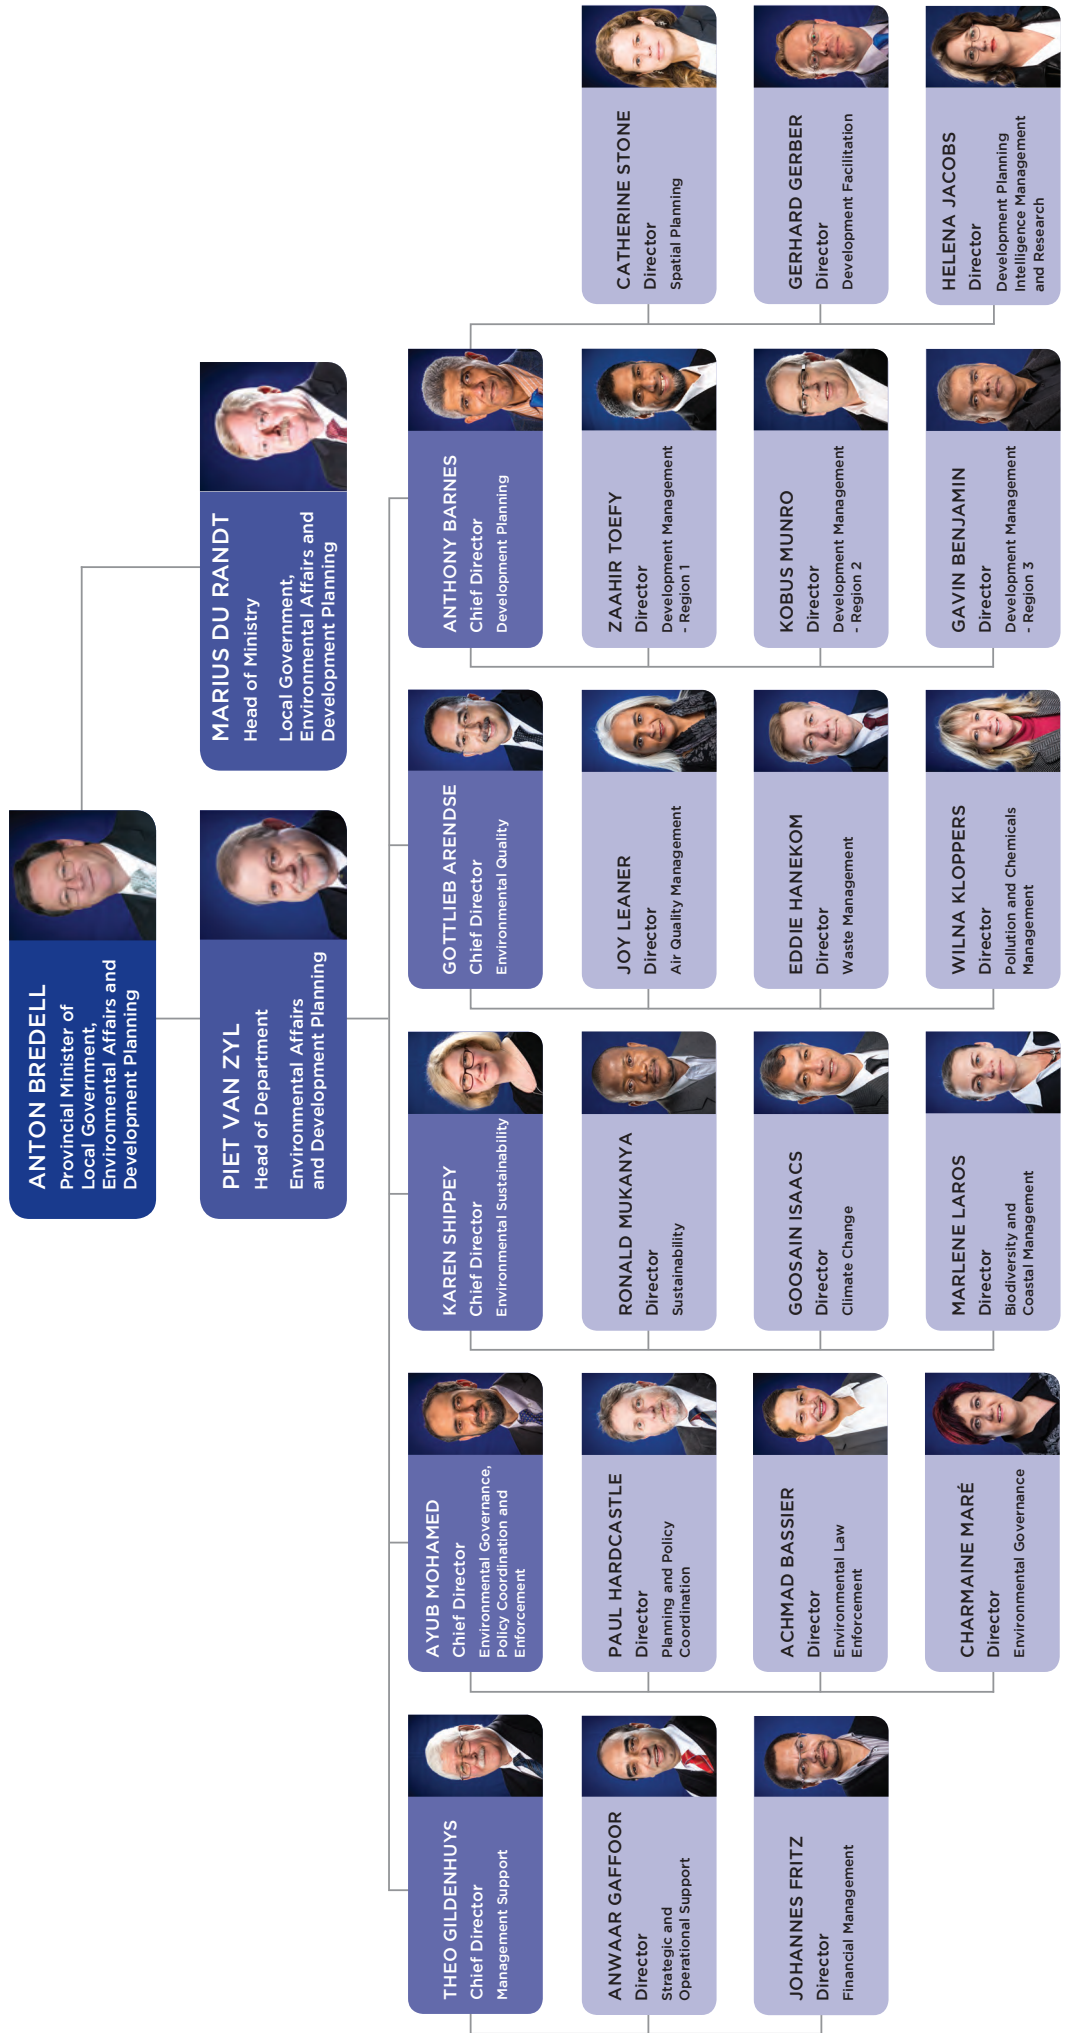 ANTON BREDELL
Provincial Minister of
Local Government,
Environmental Affairs and
Development Planning
PIET VAN ZYL
Head of Department
Environmental Affairs
and Development Planning
MARIUS DU RANDT
Head of Ministry
Local Government,
Environmental Affairs and
Development Planning
THEO GILDENHUYS
Chief Director
Management Support
AYUB MOHAMED
Chief Director
Environmental Governance,
Policy Coordination and
Enforcement
KAREN SHIPPEY
Chief Director
Environmental Sustainability
GOTTLIEB ARENDSE
Chief Director
Environmental Quality
ANTHONY BARNES
Chief Director
Development Planning
ANWAAR GAFFOOR
Director
Strategic and
Operational Support
PAUL HARDCASTLE
Director
Planning and Policy
Coordination
RONALD MUKANYA
Director
Sustainability
JOY LEANER
Director
Air Quality Management
ZAAHIR TOEFY
Director
Development Management
- Region 1
CATHERINE STONE
Director
Spatial Planning
JOHANNES FRITZ
Director
Financial Management
ACHMAD BASSIER
Director
Environmental Law
Enforcement
GOOSAIN ISAACS
Director
Climate Change
EDDIE HANEKOM
Director
Waste Management
KOBUS MUNRO
Director
Development Management
- Region 2
GERHARD GERBER
Director
Development Facilitation
CHARMAINE MARÉ
Director
Environmental Governance
MARLENE LAROS
Director
Biodiversity and
Coastal Management
WILNA KLOPPERS
Director
Pollution and Chemicals
Management
GAVIN BENJAMIN
Director
Development Management
- Region 3
HELENA JACOBS
Director
Development Planning
Intelligence Management
and Research